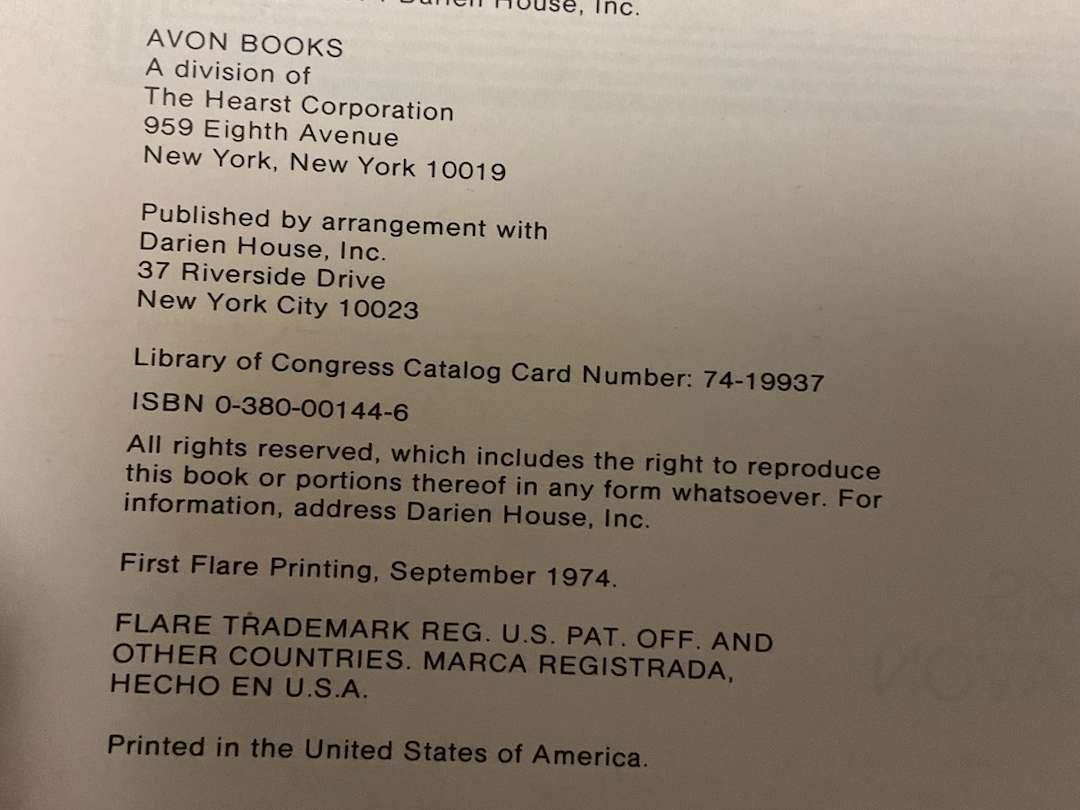 Darien House, Inc.
AVON BOOKS
A division of
The Hearst Corporation
959 Eighth Avenue
New York, New York 10019
Published by arrangement with
Darien House, Inc.
37 Riverside Drive
New York City 10023
Library of Congress Catalog Card Number: 74-19937
ISBN 0-380-00144-6
All rights reserved, which includes the right to reproduce
this book or portions thereof in any form whatsoever. For
information, address Darien House, Inc.
First Flare Printing, September 1974.
FLARE TRADEMARK REG. U.S. PAT. OFF. AND
OTHER COUNTRIES. MARCA REGISTRADA,
HECHO EN U.S.A.
Printed in the United States of America.